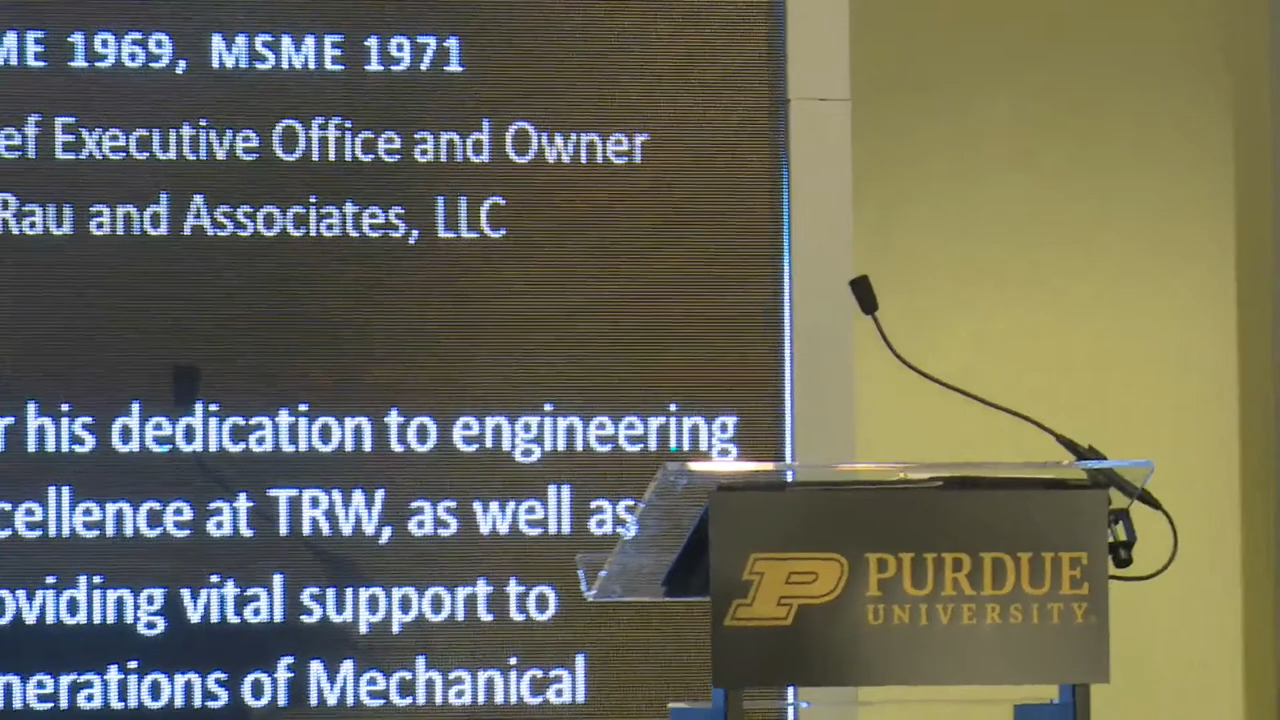 ME 1969, MSME 1971
ef Executive Office and Owner
Rau and Associates, LLC
r his dedication to engineering
cellence at TRW, as well as
oviding vital support to
nerations of Mechanical
P PURDUE
UNIVERSITY